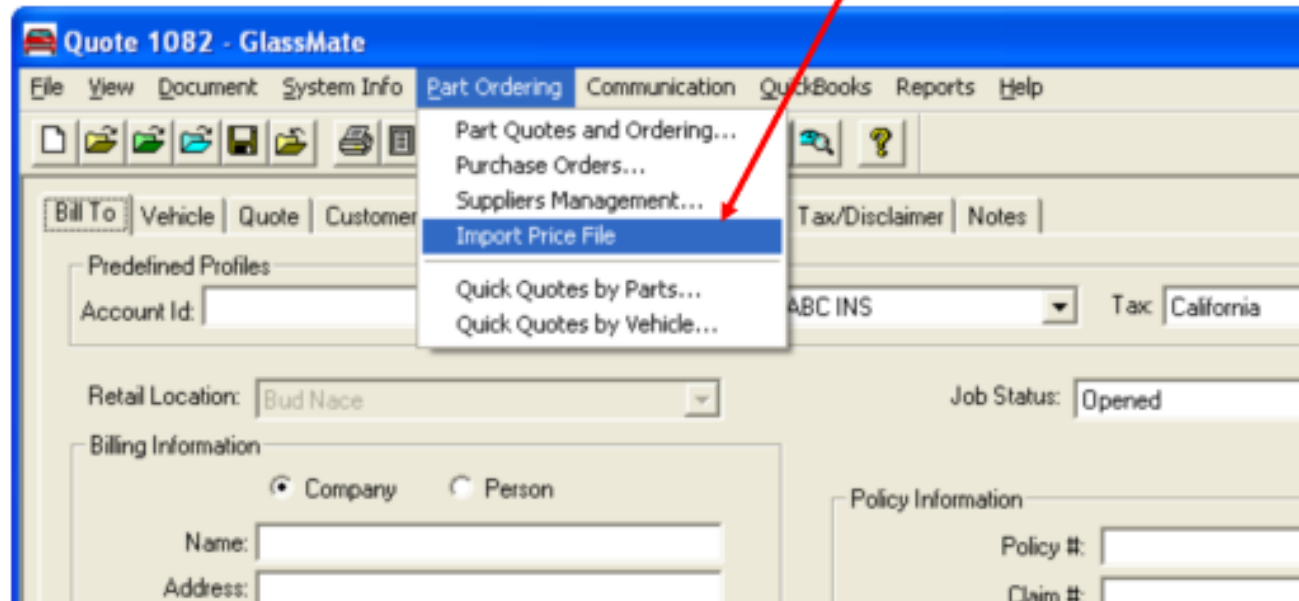 Quote 1082 - GlassMate
File View Document System Info Part Ordering Communication QuickBooks Reports Help
Part Quotes and Ordering...
Purchase Orders...
Suppliers Management...
Import Price File
Quick Quotes by Parts...
Quick Quotes by Vehicle...
Bill To Vehicle Quote Customer Tax/Disclaimer Notes
Predefined Profiles
Account Id: ABC INS Tax: California
Retail Location: Bud Nace Job Status: Opened
Billing Information
Company Person
Policy Information
Name: Policy #:
Address: Claim #: